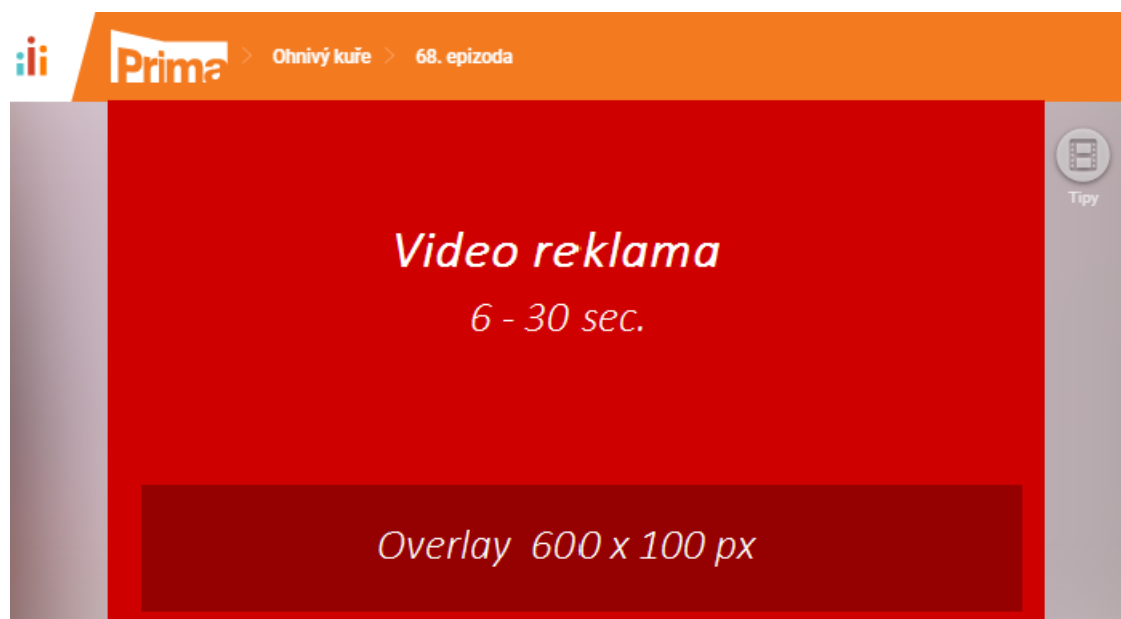 Prima > Ohnivý kuře > 68. epizoda
Tipy
Video reklama
6 - 30 sec.
Overlay 600 x 100 px